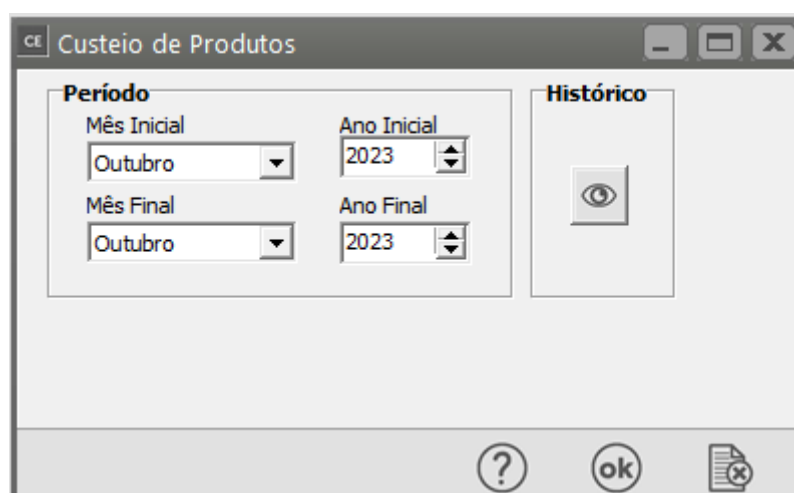 CE Custeio de Produtos
Período
Mês Inicial
Ano Inicial
Outubro
2023
Mês Final
Ano Final
Outubro
2023
Histórico
?
ok